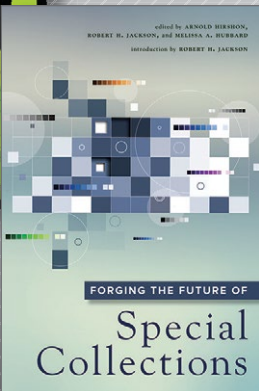 edited by ARNOLD HIRSHON,
ROBERT H. JACKSON, and MELISSA A. HUBBARD
introduction by ROBERT H. JACKSON
FORGING THE FUTURE OF
Special
Collections